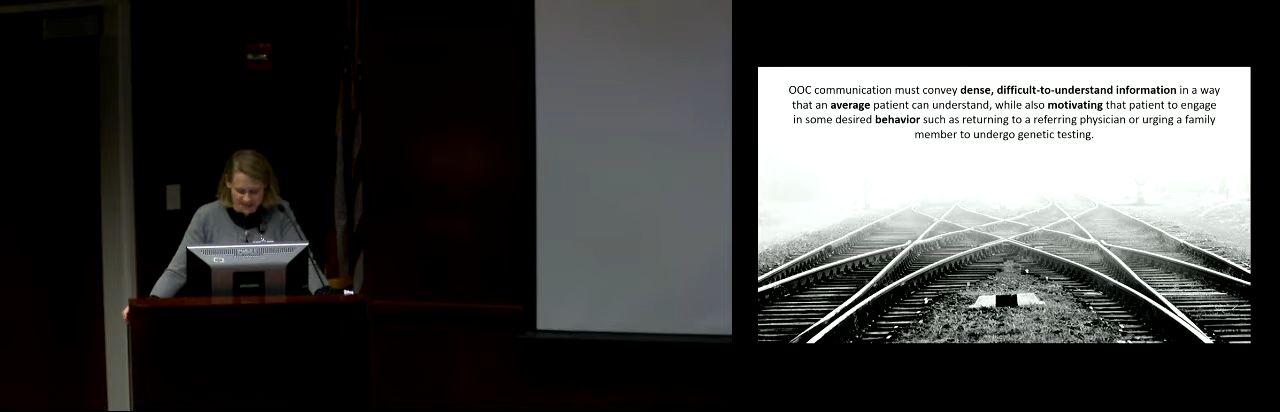 OOC communication must convey dense, difficult-to-understand information in a way
that an average patient can understand, while also motivating that patient to engage
in some desired behavior such as returning to a referring physician or urging a family
member to undergo genetic testing.